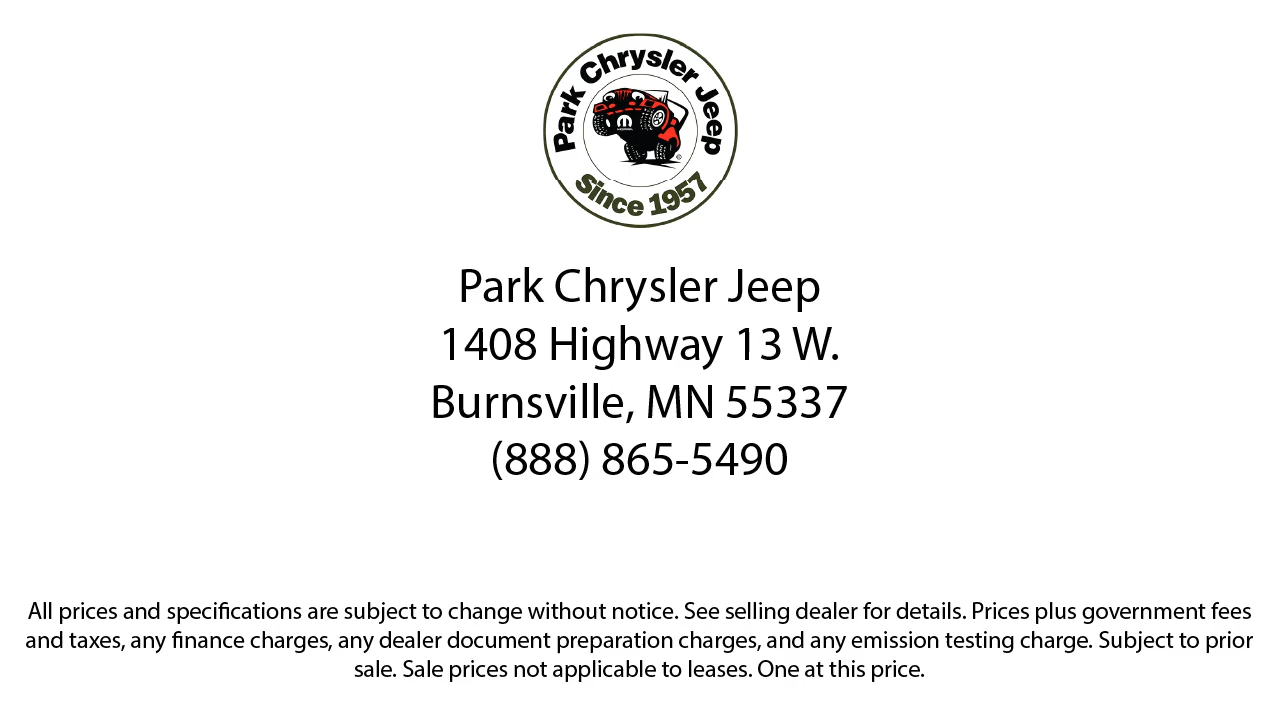 Park Chrysler Jeep
Since 1957
Park Chrysler Jeep
1408 Highway 13 W.
Burnsville, MN 55337
(888) 865-5490
All prices and specifications are subject to change without notice. See selling dealer for details. Prices plus government fees
and taxes, any finance charges, any dealer document preparation charges, and any emission testing charge. Subject to prior
sale. Sale prices not applicable to leases. One at this price.